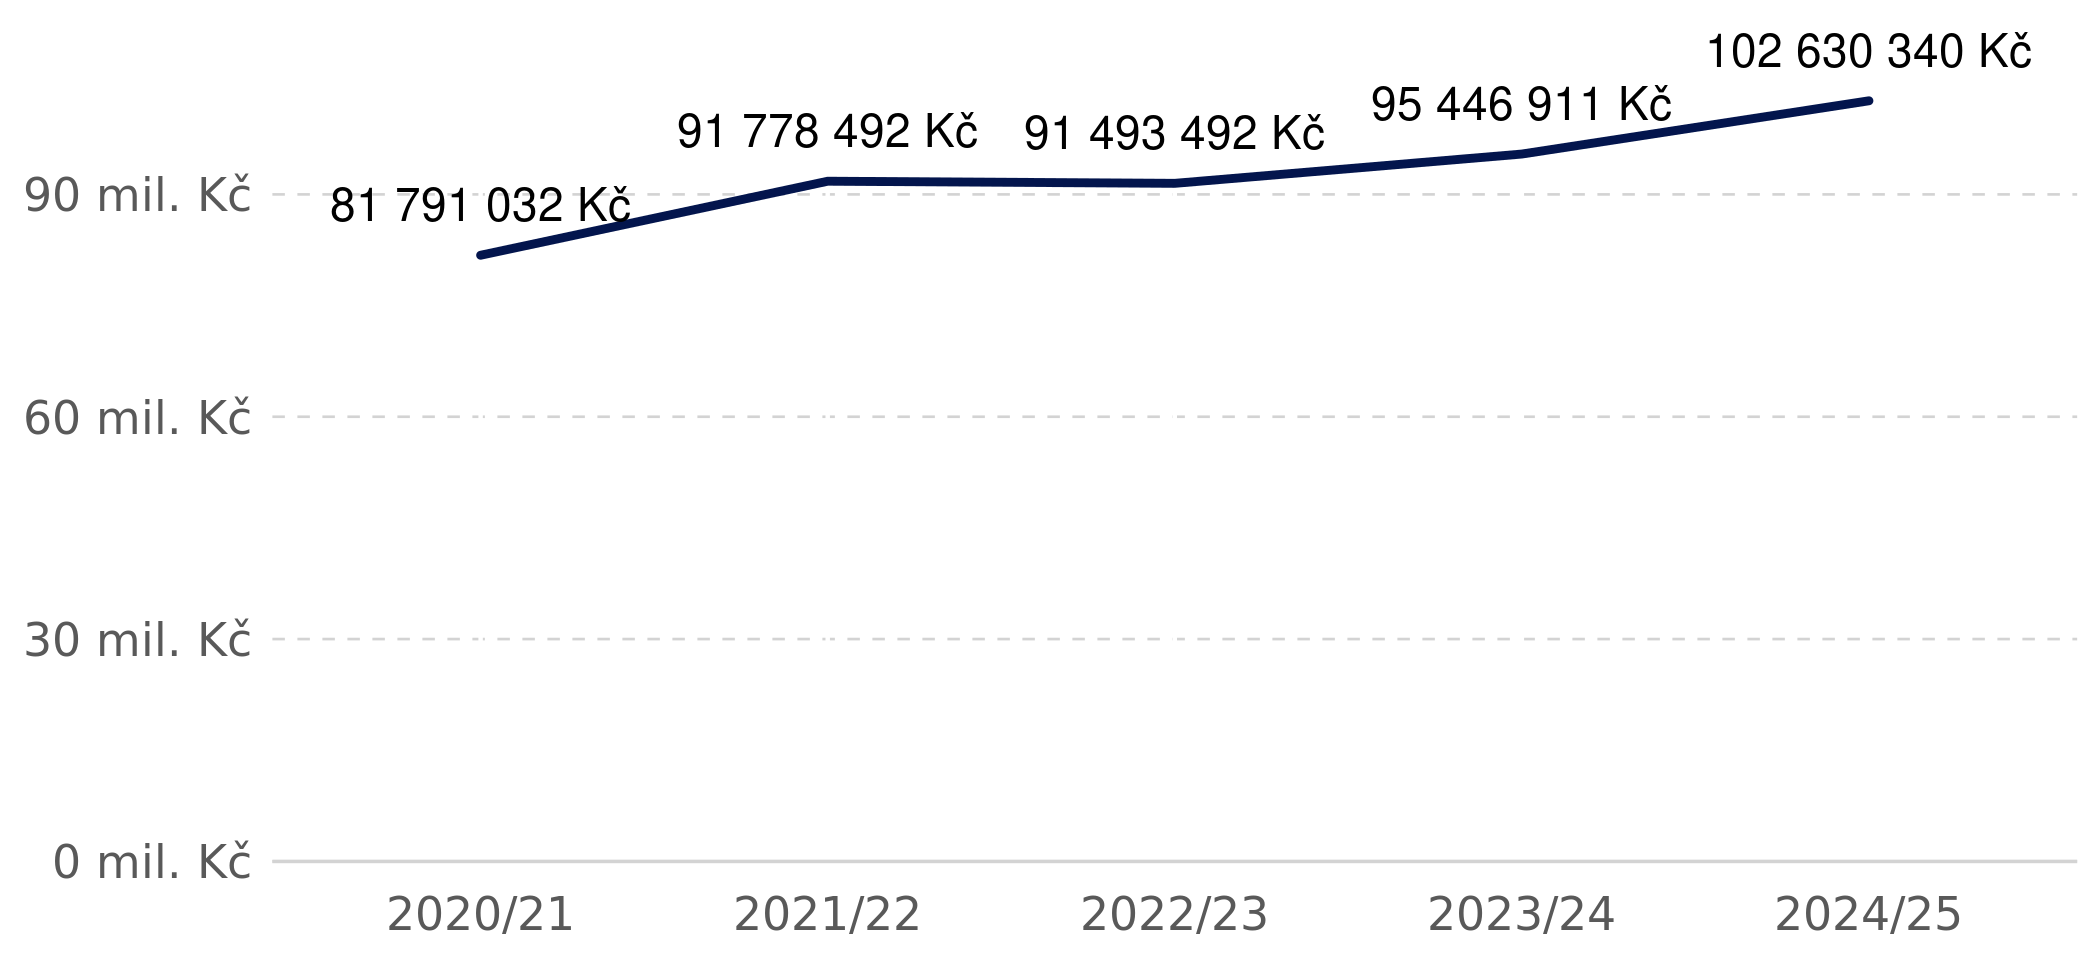 102 630 340 Kč
95 446 911 Kč
91 778 492 Kč
91 493 492 Kč
81 791 032 Kč
90 mil. Kč
60 mil. Kč
30 mil. Kč
0 mil. Kč
2020/21
2021/22
2022/23
2023/24
2024/25